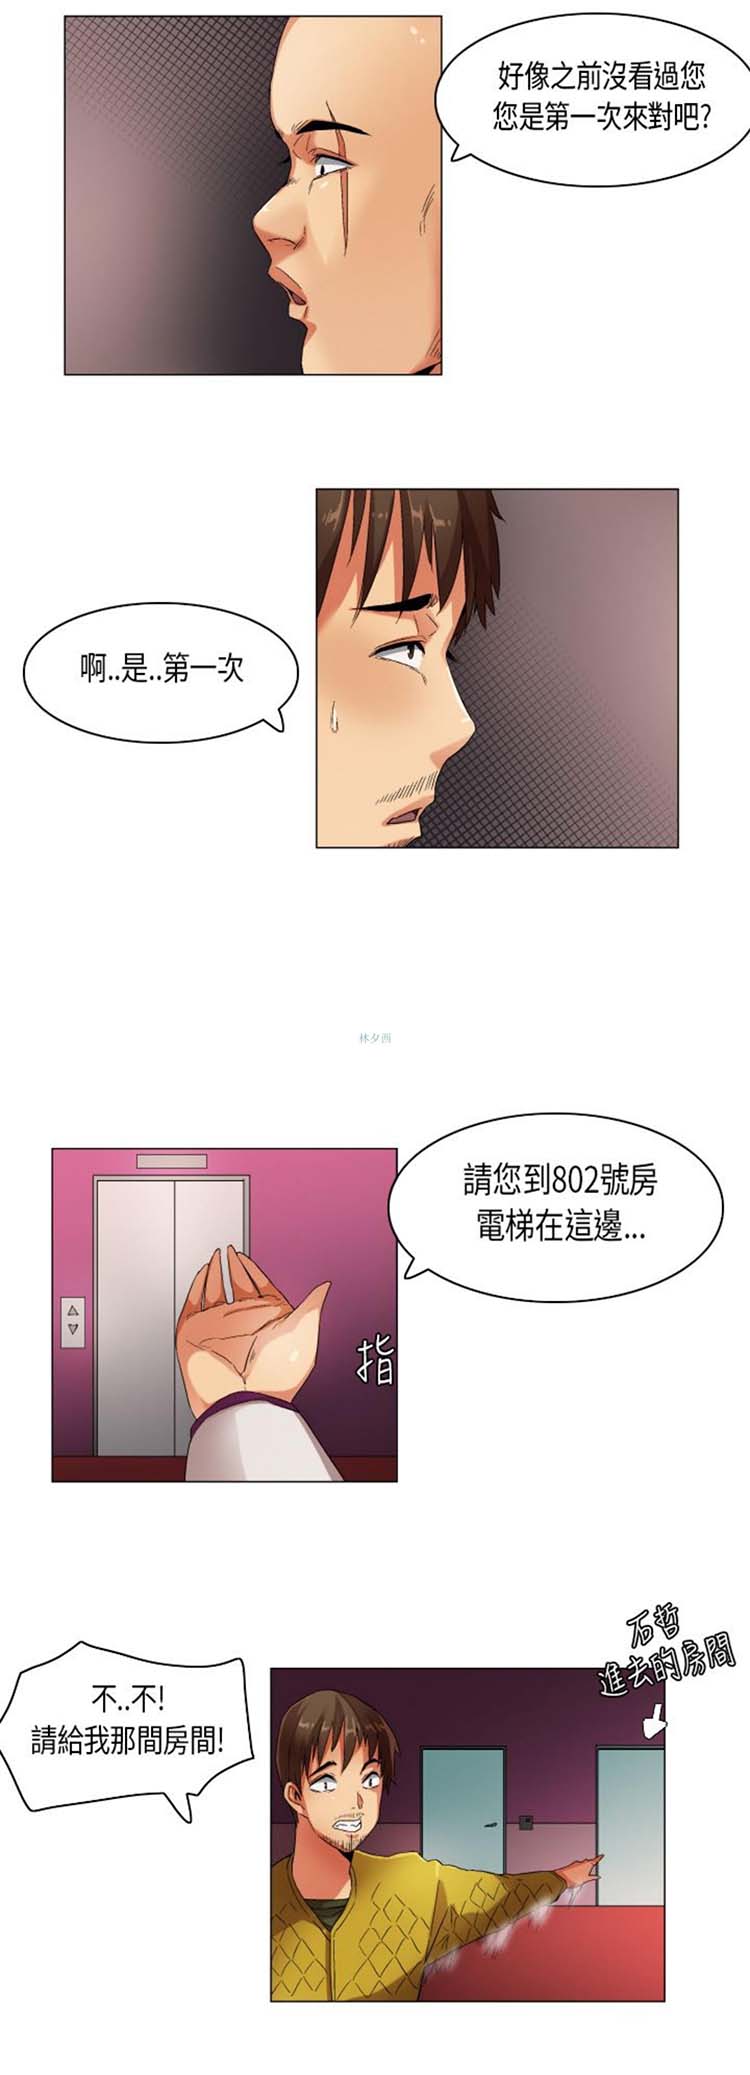 好像之前沒看過您
您是第一次來對吧?
啊..是..第一次
林夕西
請您到802號房
電梯在這邊...
指
石哲
進去的房間
不..不!
請給我那間房間!